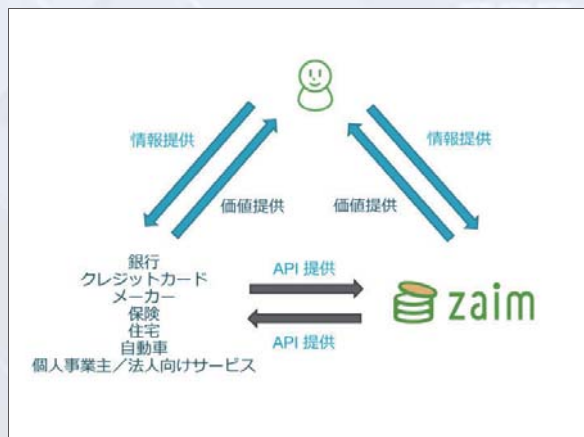 情報提供
情報提供
価値提供
価値提供
銀行
クレジットカード
メーカー
保険
住宅
自動車
個人事業主／法人向けサービス
API 提供
API 提供
zaim